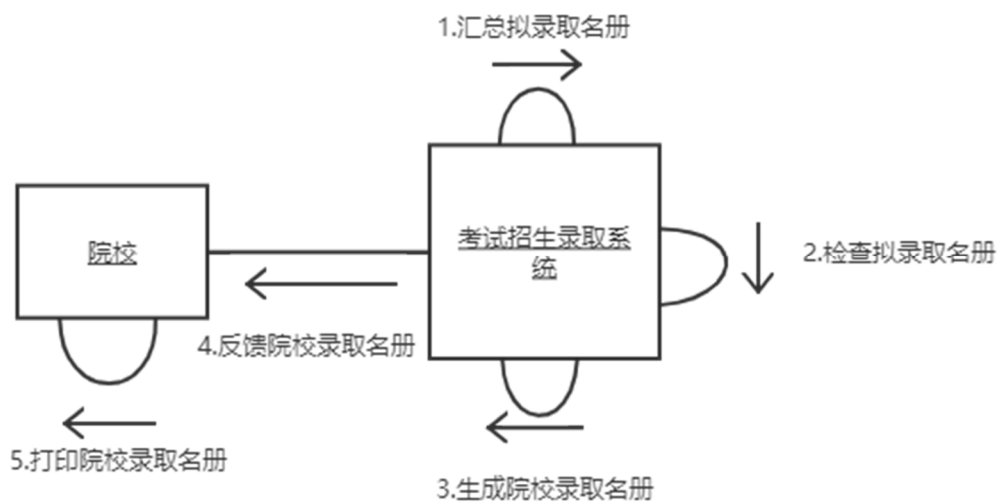 1.汇总拟录取名册
院校
考试招生录取系
统
2.检查拟录取名册
4.反馈院校录取名册
5.打印院校录取名册
3.生成院校录取名册